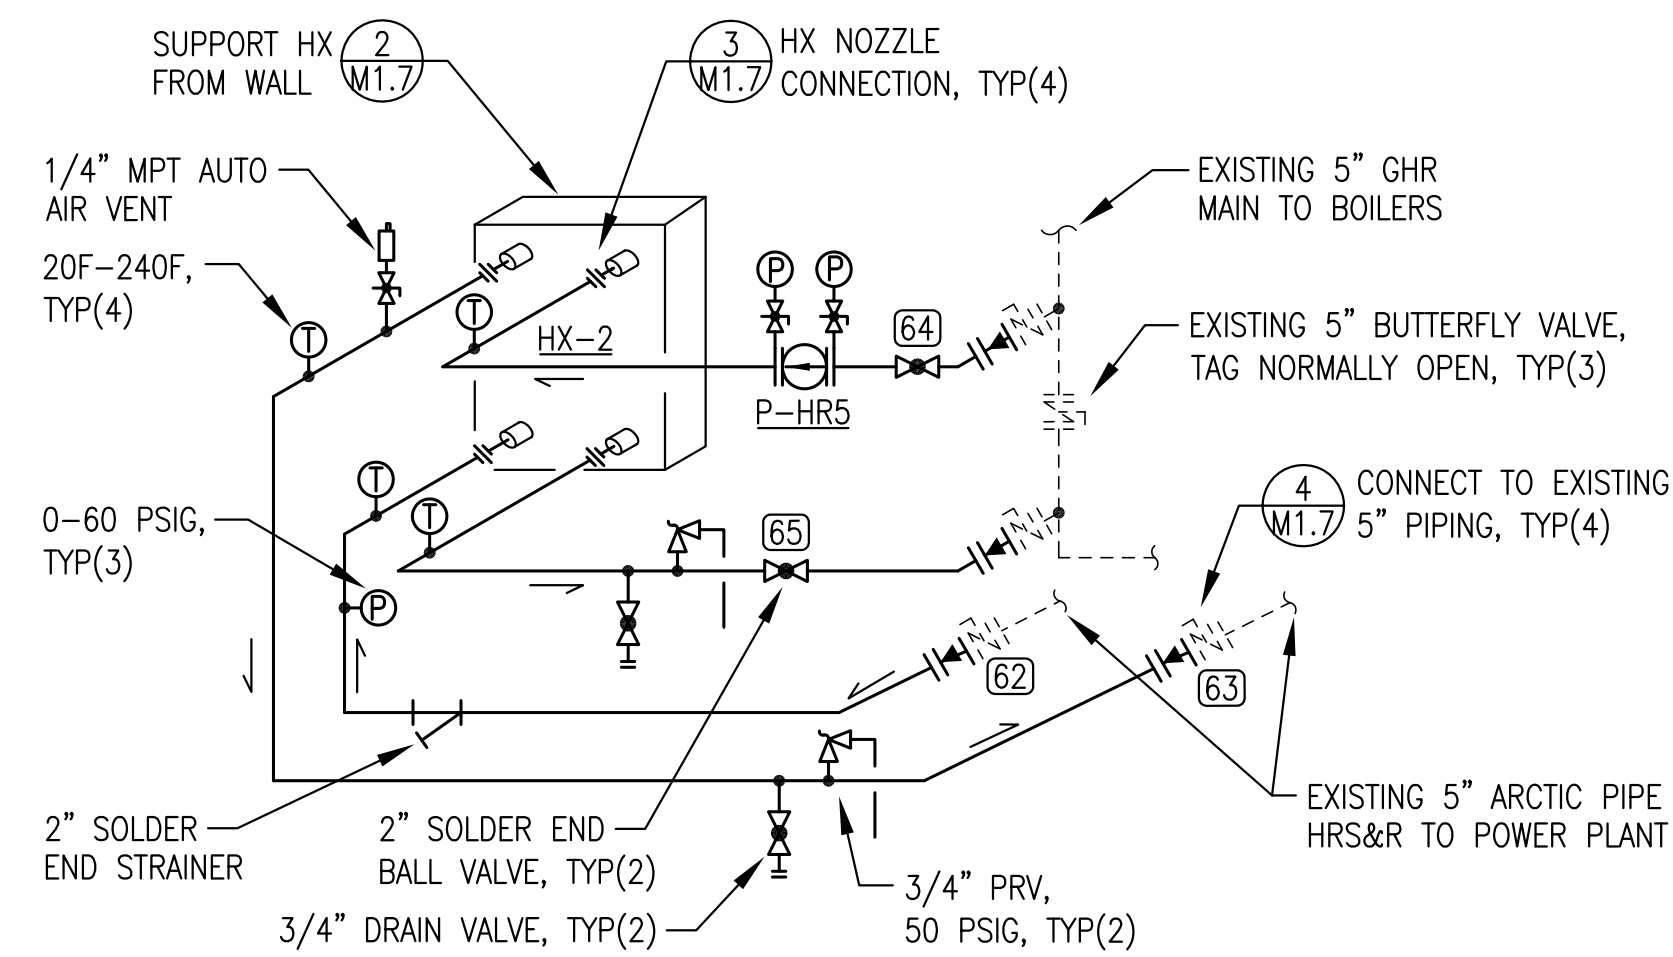 SUPPORT HX
FROM WALL
2
M1.7
3
M1.7
HX NOZZLE
CONNECTION, TYP(4)
1/4" MPT AUTO
AIR VENT
20F-240F,
TYP(4)
EXISTING 5" GHR
MAIN TO BOILERS
T
T
HX-2
P
P
64
P-HR5
EXISTING 5" BUTTERFLY VALVE,
TAG NORMALLY OPEN, TYP(3)
0-60 PSIG,
TYP(3)
T
T
P
65
4
M1.7
CONNECT TO EXISTING
5" PIPING, TYP(4)
62
63
2" SOLDER
END STRAINER
2" SOLDER END
BALL VALVE, TYP(2)
3/4" DRAIN VALVE, TYP(2)
3/4" PRV,
50 PSIG, TYP(2)
EXISTING 5" ARCTIC PIPE
HRS&R TO POWER PLANT